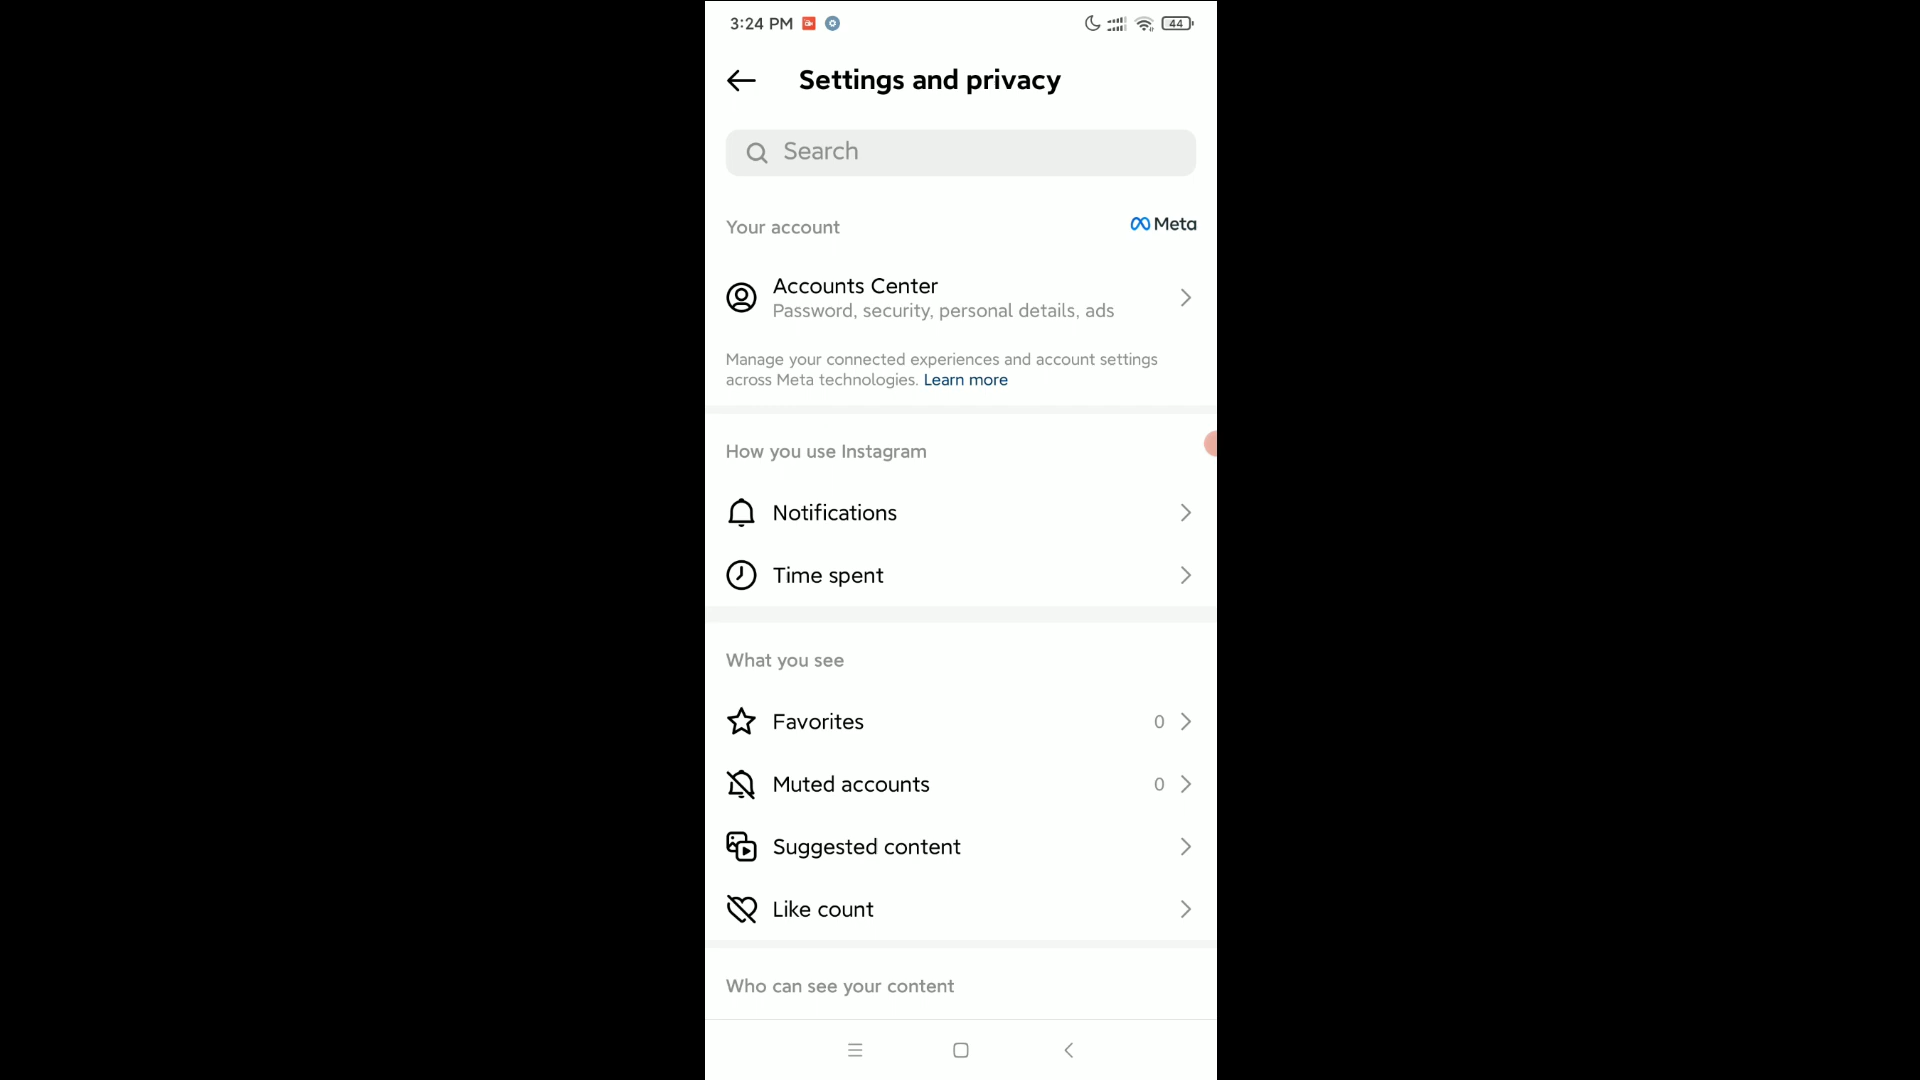 3:24 PM
44
Settings and privacy
Search
Your account
Meta
Accounts Center
Password, security, personal details, ads
Manage your connected experiences and account settings
across Meta technologies. Learn more
How you use Instagram
Notifications
Time spent
What you see
Favorites 0
Muted accounts 0
Suggested content
Like count
Who can see your content